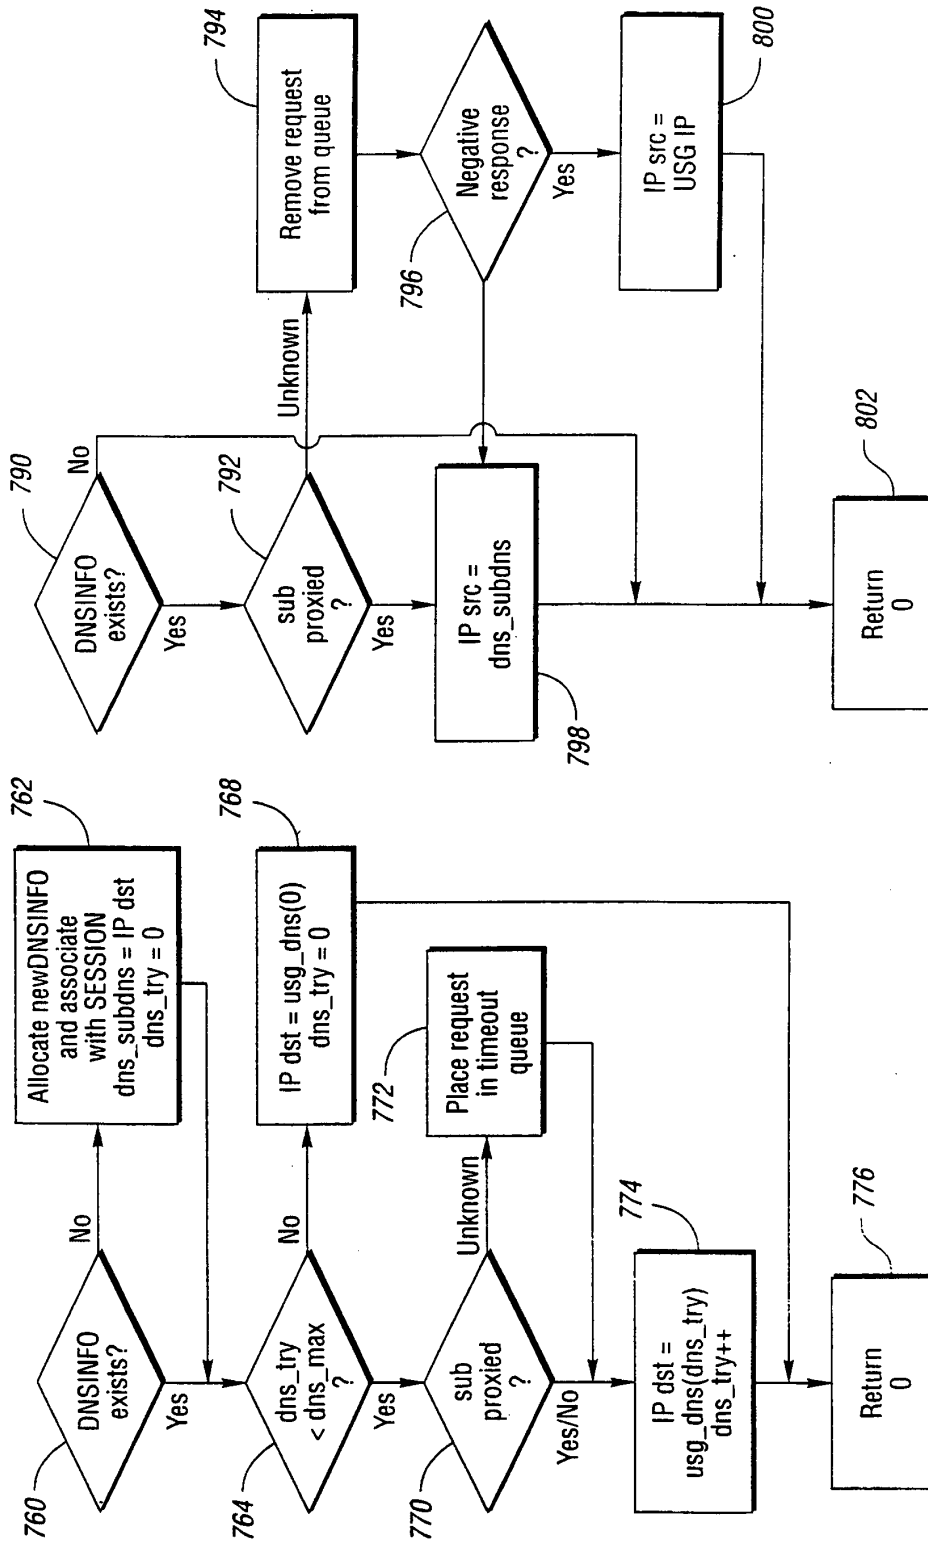 760
DNSINFO
exists?
No
Yes
762
Allocate newDNSINFO
and associate
with SESSION
dns_subdns = IP dst
dns_try = 0
764
dns_try
< dns_max
?
No
Yes
768
IP dst = usg_dns(0)
dns_try = 0
770
sub
proxied
?
Unknown
Yes/No
772
Place request
in timeout
queue
774
IP dst =
usg_dns(dns_try)
dns_try++
776
Return
0
790
DNSINFO
exists?
No
Yes
792
sub
proxied
?
Unknown
Yes
794
Remove request
from queue
796
Negative
response
?
Yes
798
IP src =
dns_subdns
800
IP src =
USG IP
802
Return
0